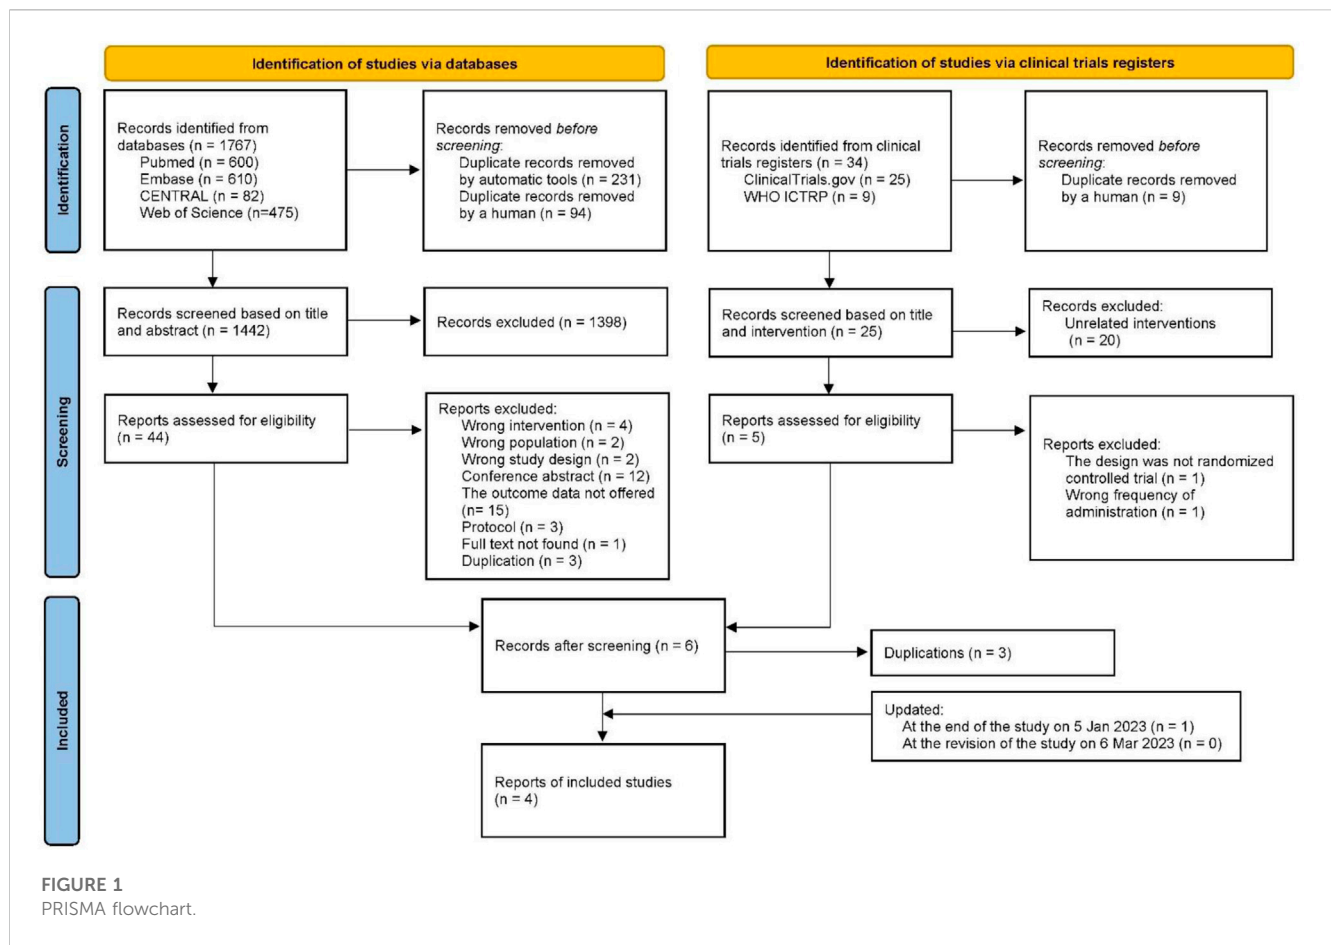 Identification of studies via databases
Identification of studies via clinical trials registers
Identification
Records identified from
databases (n = 1767)
Pubmed (n = 600)
Embase (n = 610)
CENTRAL (n = 82)
Web of Science (n=475)
Records removed before
screening:
Duplicate records removed
by automatic tools (n = 231)
Duplicate records removed
by a human (n = 94)
Records identified from clinical
trials registers (n = 34)
ClinicalTrials.gov (n = 25)
WHO ICTRP (n = 9)
Records removed before
screening:
Duplicate records removed
by a human (n = 9)
Screening
Records screened based on title
and abstract (n = 1442)
Records excluded (n = 1398)
Records screened based on title
and intervention (n = 25)
Records excluded:
Unrelated interventions
(n = 20)
Reports assessed for eligibility
(n = 44)
Reports excluded:
Wrong intervention (n = 4)
Wrong population (n = 2)
Wrong study design (n = 2)
Conference abstract (n = 12)
The outcome data not offered
(n= 15)
Protocol (n = 3)
Full text not found (n = 1)
Duplication (n = 3)
Reports assessed for eligibility
(n = 5)
Reports excluded:
The design was not randomized
controlled trial (n = 1)
Wrong frequency of
administration (n = 1)
Included
Records after screening (n = 6)
Duplications (n = 3)
Updated:
At the end of the study on 5 Jan 2023 (n = 1)
At the revision of the study on 6 Mar 2023 (n = 0)
Reports of included studies
(n = 4)
FIGURE 1
PRISMA flowchart.